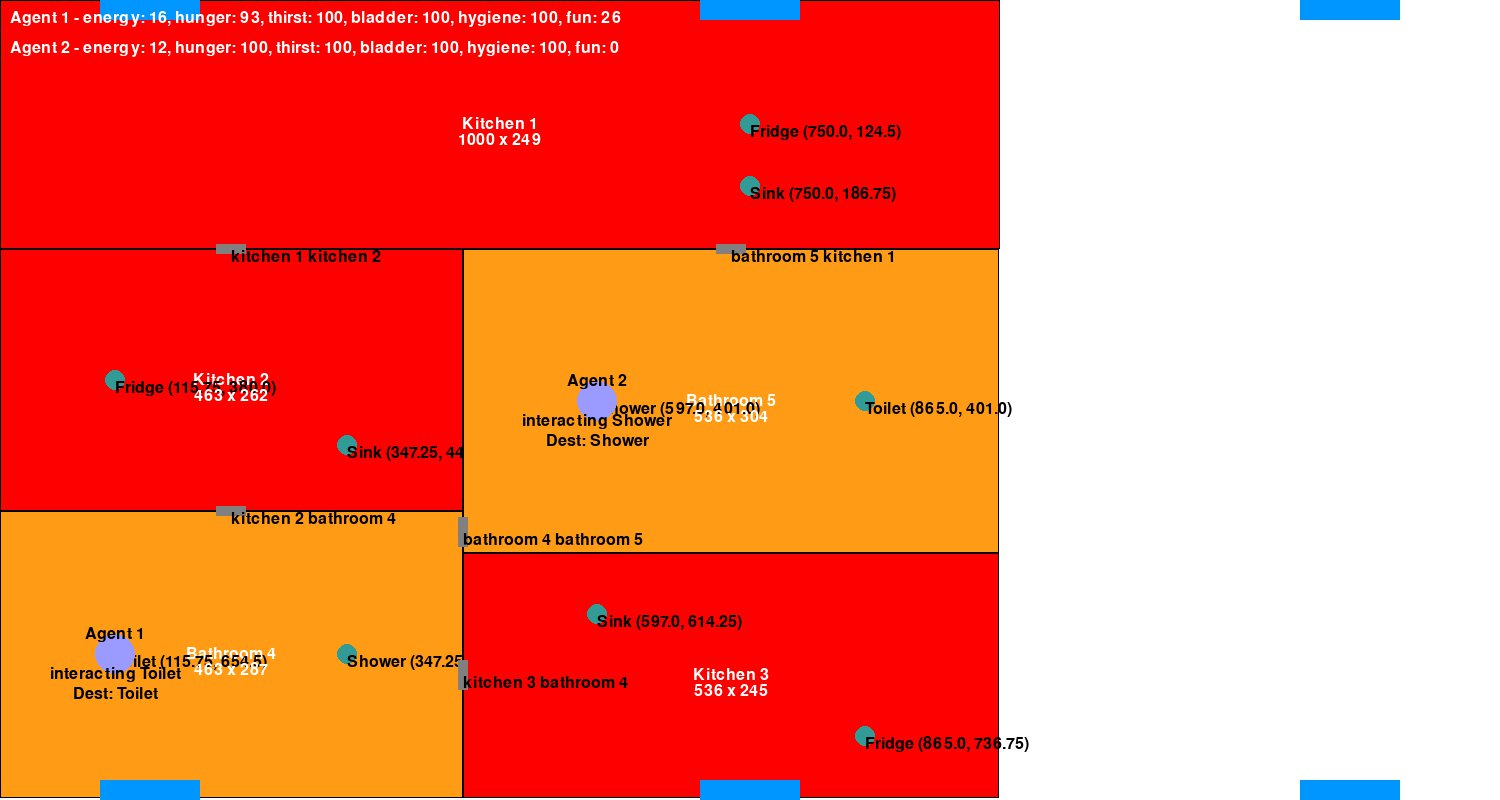 Agent 1 - energy: 16, hunger: 93, thirst: 100, bladder: 100, hygiene: 100, fun: 26
Agent 2 - energy: 12, hunger: 100, thirst: 100, bladder: 100, hygiene: 100, fun: 0
Kitchen 1
1000 x 249
Fridge (750.0, 124.5)
Sink (750.0, 186.75)
kitchen 1 kitchen 2
bathroom 5 kitchen 1
Kitchen 2
463 x 262
Fridge (115.75,
Sink (347.25, 44
Agent 2
Bathroom 5
536 x 304
(597.0, 401.0)
interacting Shower
Dest: Shower
Toilet (865.0, 401.0)
kitchen 2 bathroom 4
bathroom 4 bathroom 5
Agent 1
Bathroom 4
463 x 287
(115.75, 654.5)
interacting Toilet
Dest: Toilet
Shower (347.25
Sink (597.0, 614.25)
kitchen 3 bathroom 4
Kitchen 3
536 x 245
Fridge (865.0, 736.75)